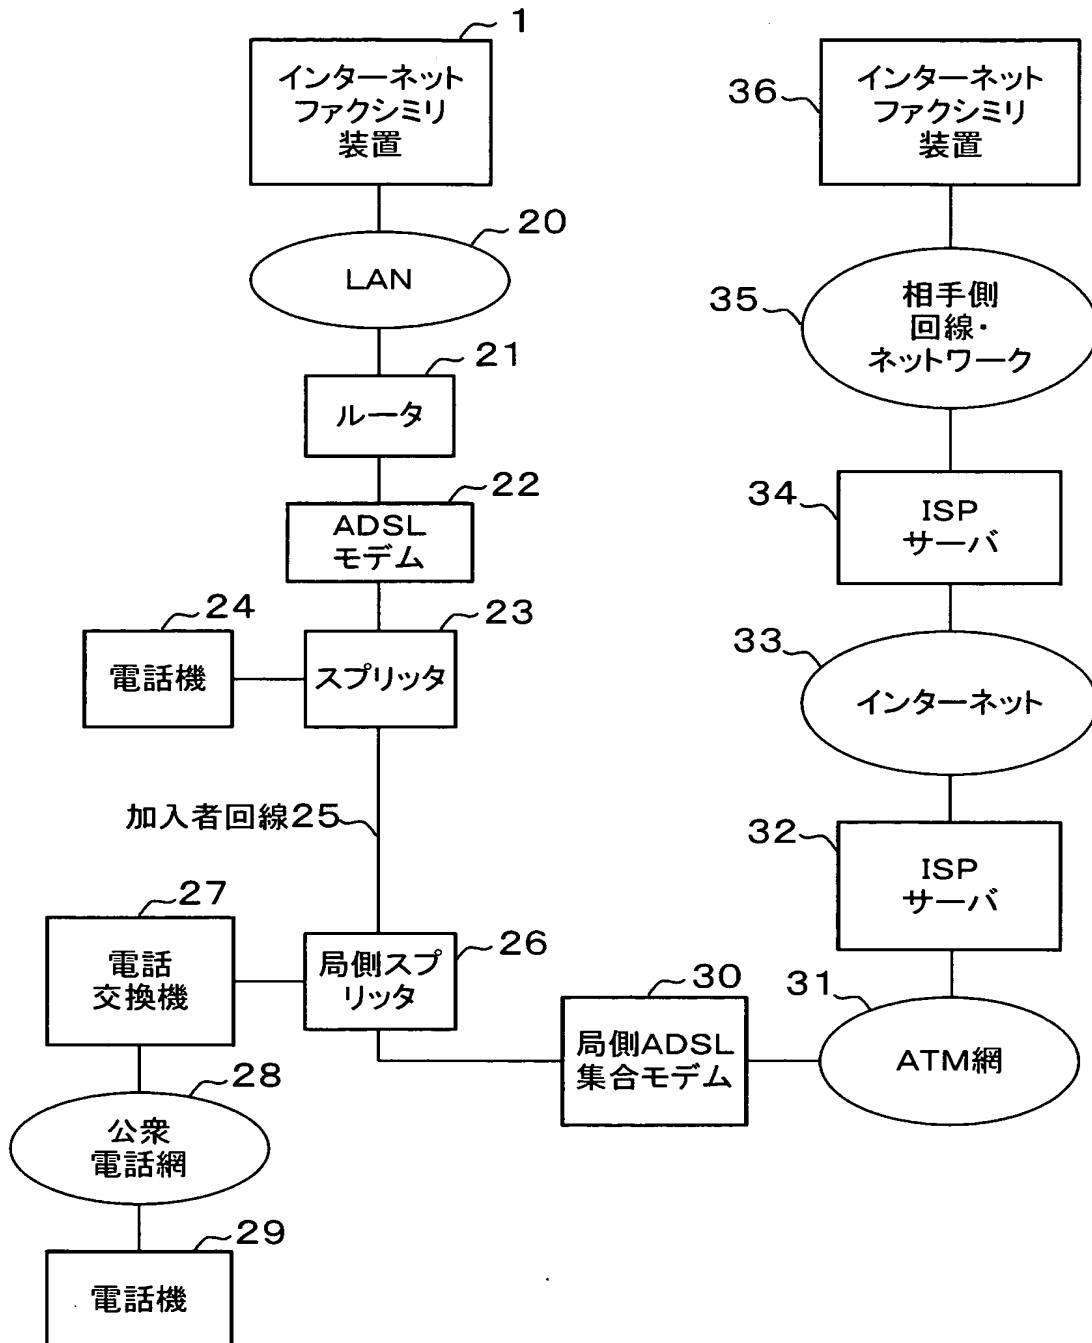 1
インターネット
ファクシミリ
装置
20
LAN
21
ルータ
22
ADSL
モデム
24
電話機
23
スプリッタ
加入者回線25
27
電話
交換機
26
局側スプ
リッタ
28
公衆
電話網
29
電話機
30
局側ADSL
集合モデム
31
ATM網
32
ISP
サーバ
33
インターネット
34
ISP
サーバ
35
相手側
回線・
ネットワーク
36
インターネット
ファクシミリ
装置